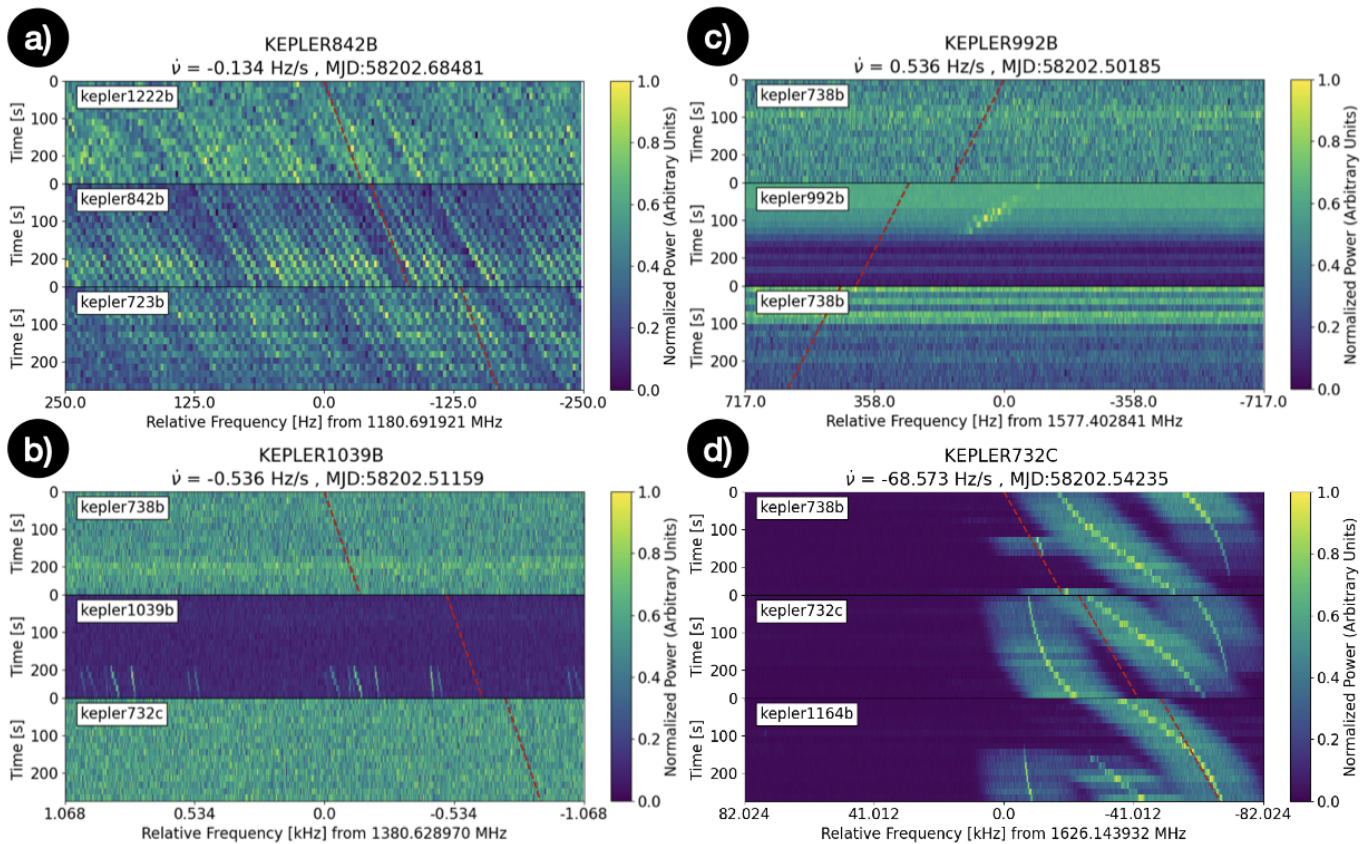 a)
KEPLER842B
ν̇ = -0.134 Hz/s , MJD:58202.68481
kepler1222b
kepler842b
kepler723b
Time [s]
0
100
200
Time [s]
0
100
200
Time [s]
0
100
200
250.0 125.0 0.0 -125.0 -250.0
Relative Frequency [Hz] from 1180.691921 MHz
1.0
0.8
0.6
0.4
0.2
0.0
Normalized Power (Arbitrary Units)
c)
KEPLER992B
ν̇ = 0.536 Hz/s , MJD:58202.50185
kepler738b
kepler992b
kepler738b
Time [s]
0
100
200
Time [s]
0
100
200
Time [s]
0
100
200
717.0 358.0 0.0 -358.0 -717.0
Relative Frequency [Hz] from 1577.402841 MHz
1.0
0.8
0.6
0.4
0.2
0.0
Normalized Power (Arbitrary Units)
b)
KEPLER1039B
ν̇ = -0.536 Hz/s , MJD:58202.51159
kepler738b
kepler1039b
kepler732c
Time [s]
0
100
200
Time [s]
0
100
200
Time [s]
0
100
200
1.068 0.534 0.0 -0.534 -1.068
Relative Frequency [kHz] from 1380.628970 MHz
1.0
0.8
0.6
0.4
0.2
0.0
Normalized Power (Arbitrary Units)
d)
KEPLER732C
ν̇ = -68.573 Hz/s , MJD:58202.54235
kepler738b
kepler732c
kepler1164b
Time [s]
0
100
200
Time [s]
0
100
200
Time [s]
0
100
200
82.024 41.012 0.0 -41.012 -82.024
Relative Frequency [kHz] from 1626.143932 MHz
1.0
0.8
0.6
0.4
0.2
0.0
Normalized Power (Arbitrary Units)